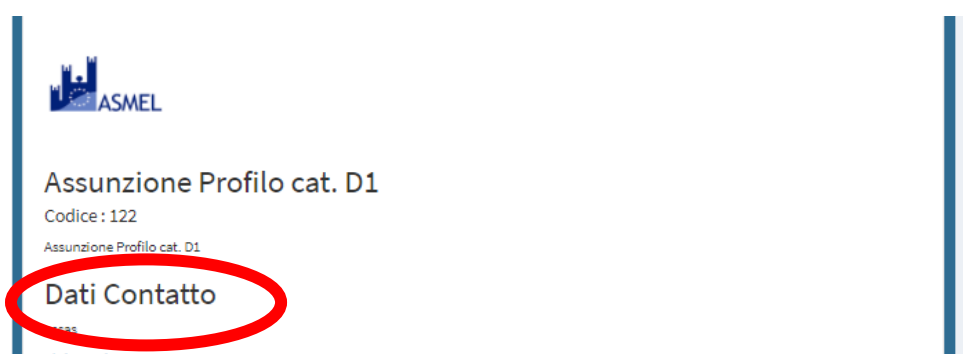 ASMEL
Assunzione Profilo cat. D1
Codice : 122
Assunzione Profilo cat. D1
Dati Contatto